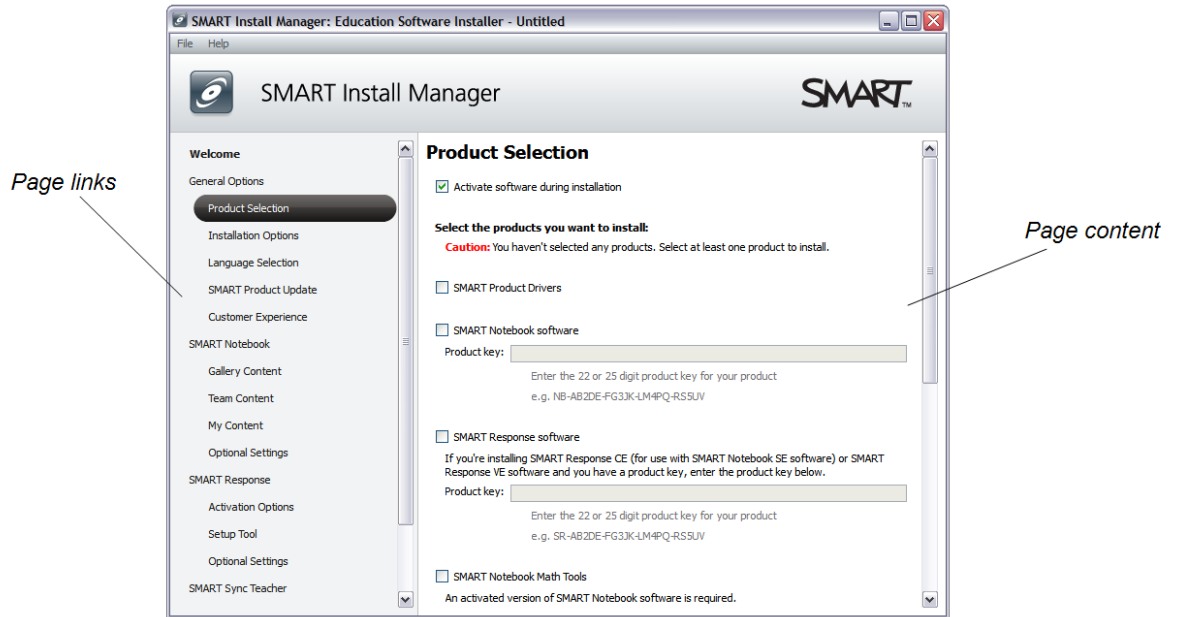 SMART Install Manager: Education Software Installer - Untitled
File Help
SMART Install Manager
SMART™
Page links
Welcome
General Options
Product Selection
Installation Options
Language Selection
SMART Product Update
Customer Experience
SMART Notebook
Gallery Content
Team Content
My Content
Optional Settings
SMART Response
Activation Options
Setup Tool
Optional Settings
SMART Sync Teacher
Product Selection
Activate software during installation
Select the products you want to install:
Caution: You haven't selected any products. Select at least one product to install.
SMART Product Drivers
SMART Notebook software
Product key:
Enter the 22 or 25 digit product key for your product
e.g. NB-AB2DE-FG3JK-LM4PQ-RS5UV
SMART Response software
If you're installing SMART Response CE (for use with SMART Notebook SE software) or SMART
Response VE software and you have a product key, enter the product key below.
Product key:
Enter the 22 or 25 digit product key for your product
e.g. SR-AB2DE-FG3JK-LM4PQ-RS5UV
SMART Notebook Math Tools
An activated version of SMART Notebook software is required.
Page content